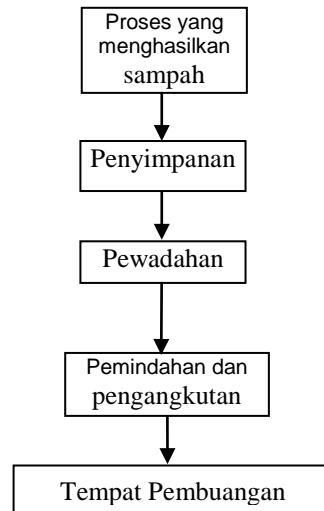 Proses yang
menghasilkan
sampah
Penyimpanan
Pewadahan
Pemindahan dan
pengangkutan
Tempat Pembuangan